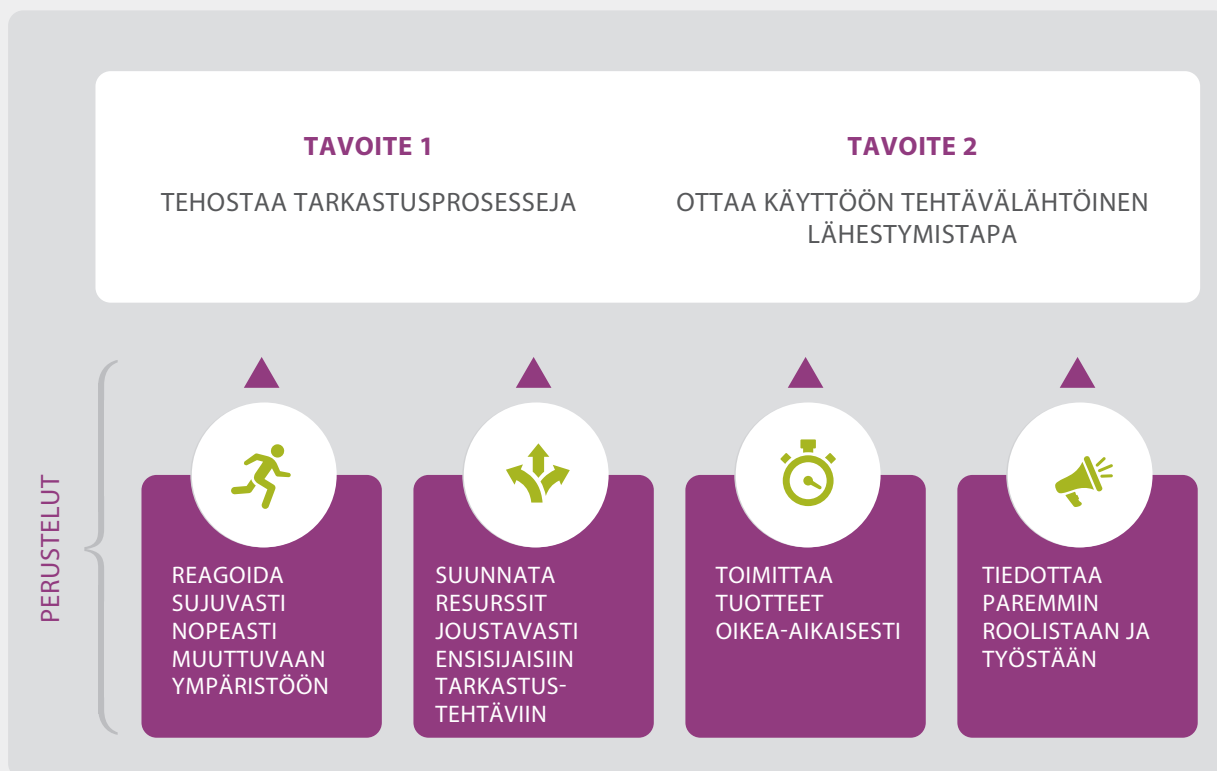 TAVOITE 1
TEHOSTAA TARKASTUSPROSESSEJA
TAVOITE 2
OTTAA KÄYTTÖÖN TEHTÄVÄLÄHTÖINEN
LÄHESTYMISTAPA
PERUSTELUT
REAGOIDA
SUJUVASTI
NOPEASTI
MUUTTUVAAN
YMPÄRISTÖÖN
SUUNNATA
RESURSSIT
JOUSTAVASTI
ENSISIJAISIIN
TARKASTUS-
TEHTÄVIIN
TOIMITTAA
TUOTTEET
OIKEA-AIKAISESTI
TIEDOTTAA
PAREMMIN
ROOLISTAAN JA
TYÖSTÄÄN